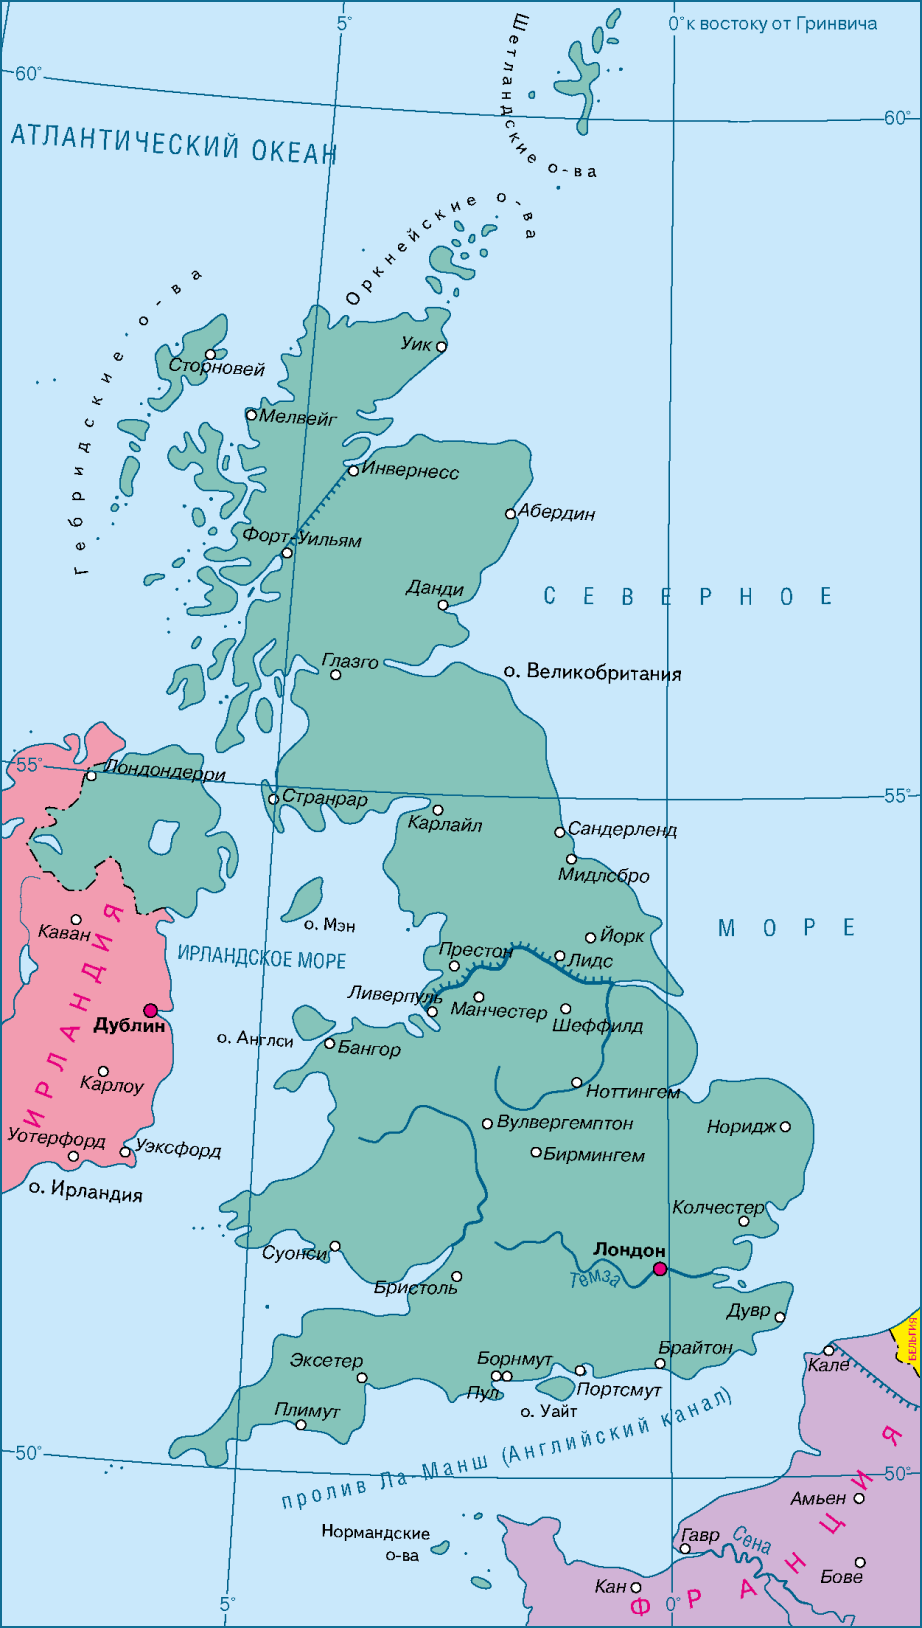 5°
0° к востоку от Гринвича
60°
60°
АТЛАНТИЧЕСКИЙ ОКЕАН
Шетландские о-ва
Оркнейские о-ва
Гебридские о-ва
Уик
Сторновей
Мелвейг
Инвернесс
Абердин
Форт-Уильям
Данди
СЕВЕРНОЕ
Глазго
о. Великобритания
55°
Лондондерри
Странрар
55°
Карлайл
Сандерленд
Мидлсбро
о. Мэн
Каван
ИРЛАНДИЯ
МОРЕ
Йорк
Престон
Лидс
ИРЛАНДСКОЕ МОРЕ
Ливерпуль
Манчестер
Шеффилд
Дублин
о. Англси
Бангор
Карлоу
Ноттингем
Вулвергемптон
Норидж
Уотерфорд
Уэксфорд
Бирмингем
о. Ирландия
Колчестер
Суонси
Лондон
Темза
Бристоль
Дувр
БЕЛЬГИЯ
Эксетер
Борнмут
Брайтон
Кале
Пул
Портсмут
Плимут
о. Уайт
пролив Ла-Манш (Английский канал)
50°
50°
Амьен
Нормандские
о-ва
Гавр
Сена
Бове
Кан
ФРАНЦИЯ
5°
0°